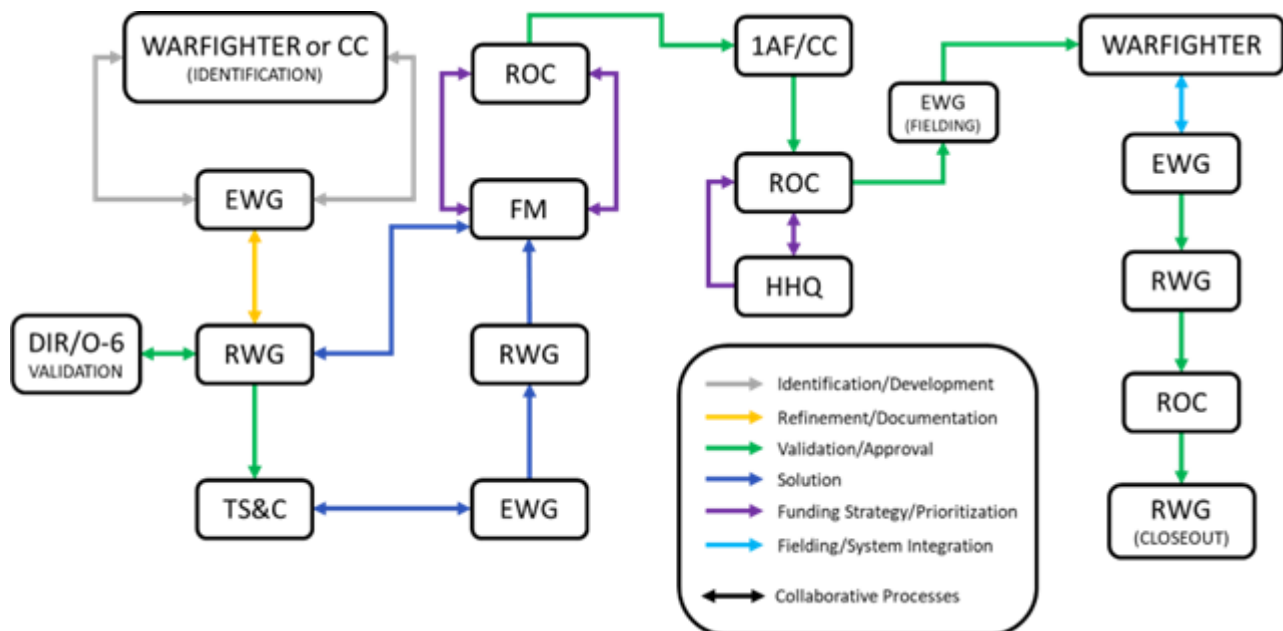 WARFIGHTER or CC
(IDENTIFICATION)
EWG
DIR/O-6
VALIDATION
RWG
TS&C
ROC
FM
RWG
EWG
1AF/CC
ROC
HHQ
EWG
(FIELDING)
WARFIGHTER
EWG
RWG
ROC
RWG
(CLOSEOUT)
Identification/Development
Refinement/Documentation
Validation/Approval
Solution
Funding Strategy/Prioritization
Fielding/System Integration
Collaborative Processes